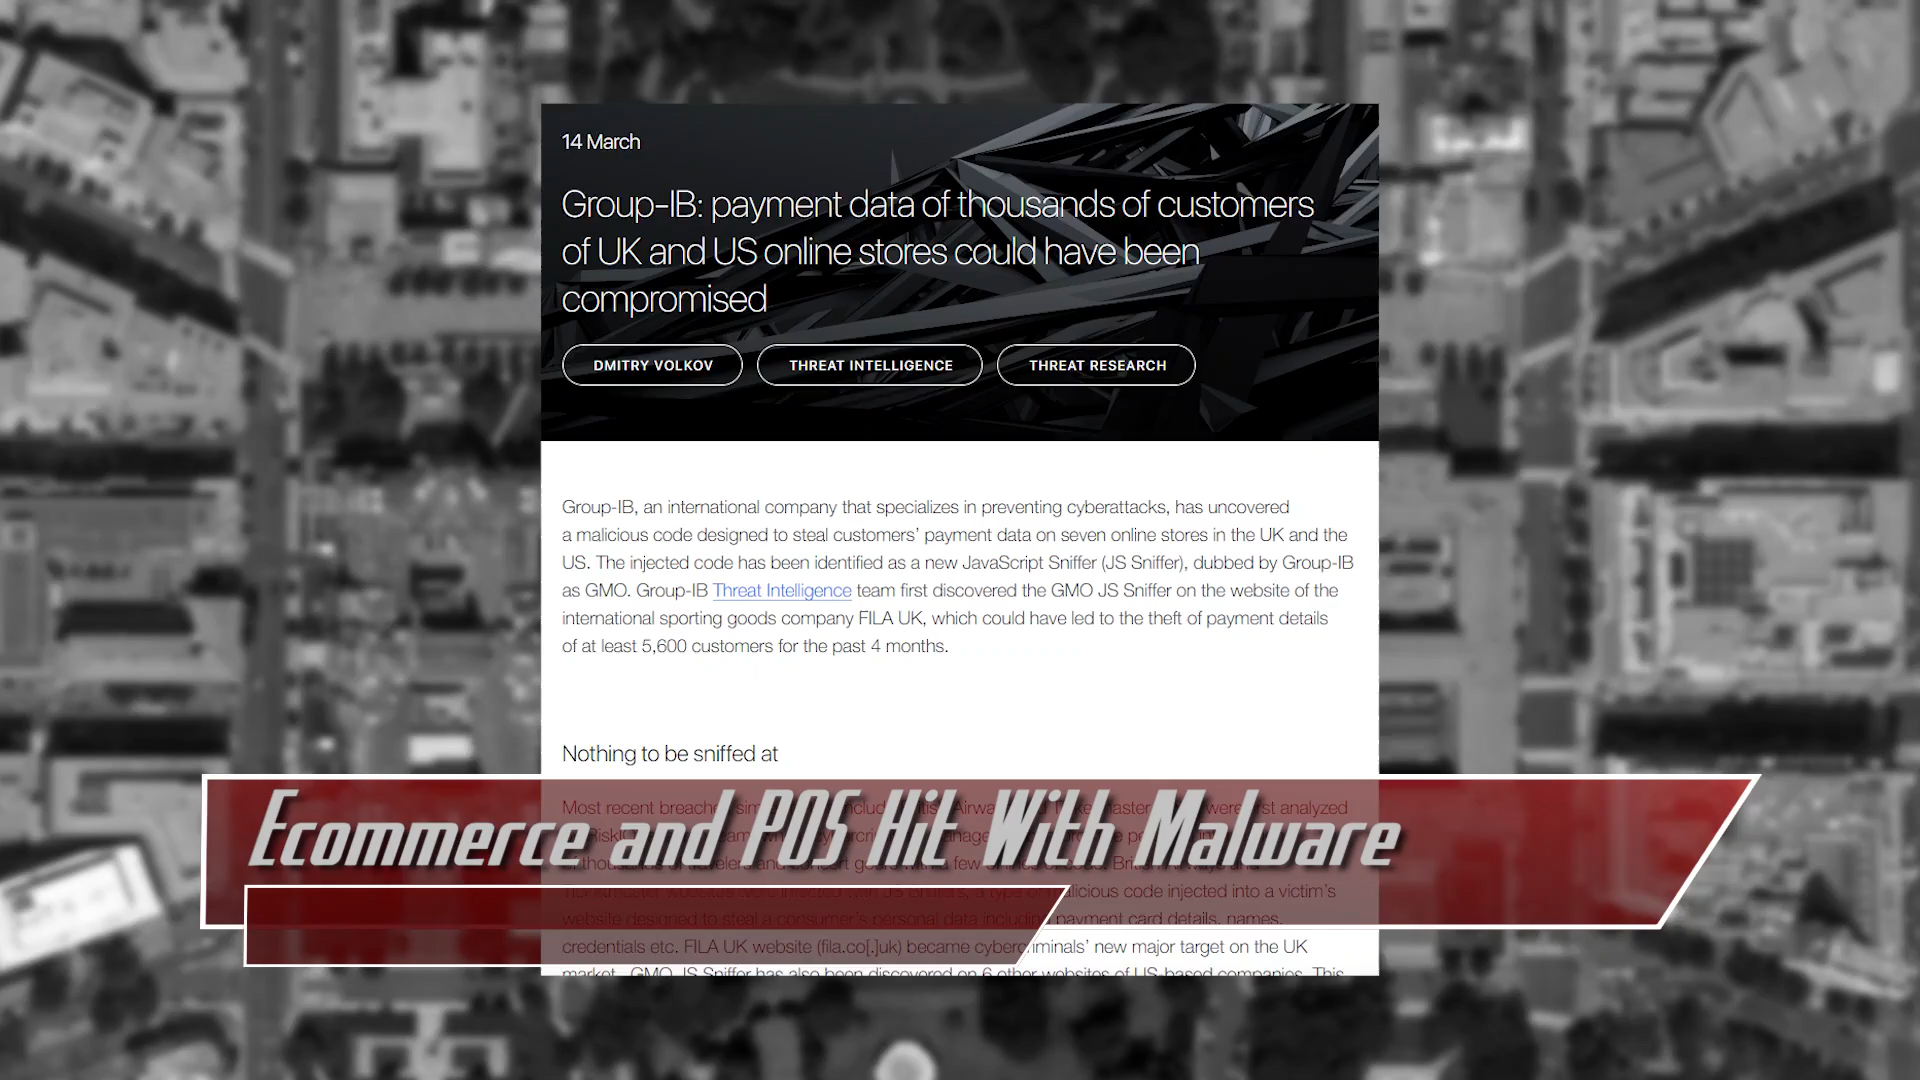 14 March
Group-IB: payment data of thousands of customers
of UK and US online stores could have been
compromised
DMITRY VOLKOV THREAT INTELLIGENCE THREAT RESEARCH
Group-IB, an international company that specializes in preventing cyberattacks, has uncovered
a malicious code designed to steal customers’ payment data on seven online stores in the UK and the
US. The injected code has been identified as a new JavaScript Sniffer (JS Sniffer), dubbed by Group-IB
as GMO. Group-IB Threat Intelligence team first discovered the GMO JS Sniffer on the website of the
international sporting goods company FILA UK, which could have led to the theft of payment details
of at least 5,600 customers for the past 4 months.
Nothing to be sniffed at
Most recent analyzed
Ecommerce and POS Hit With Malware
a few
malicious code injected into a victim’s
website designed to steal a consumer’s personal data including payment card details, names,
credentials etc. FILA UK website (fila.co[.]uk) became cybercriminals’ new major target on the UK
market. GMO JS Sniffer has also been discovered on 6 other websites of US-based companies. This